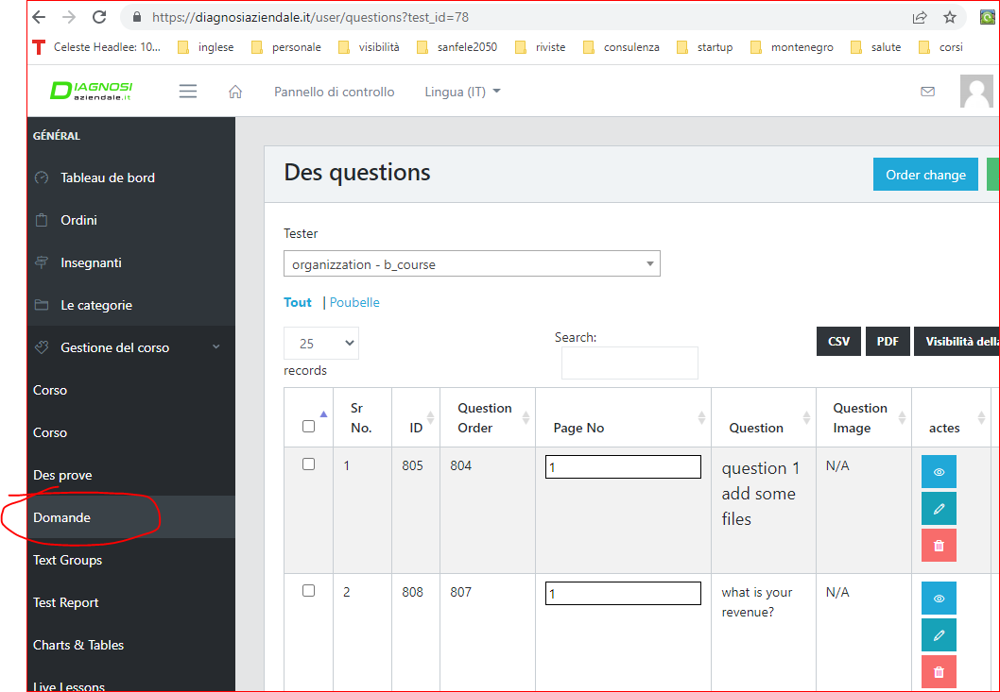 https://diagnosiaziendale.it/user/questions?test_id=78
T Celeste Headlee: 10... inglese personale visibilità sanfele2050 riviste consulenza startup montenegro salute corsi
DIAGNOSI
aziendale.it
Pannello di controllo Lingua (IT)
GÉNÉRAL
Tableau de bord
Ordini
Insegnanti
Le categorie
Gestione del corso
Corso
Corso
Des prove
Domande
Text Groups
Test Report
Charts & Tables
Live Lessons
Des questions
Order change
Tester
organizzation - b_course
Tout | Poubelle
25
records
Search:
CSV PDF Visibilità della
Sr No. ID Question Order Page No Question Question Image actes
1 805 804 1 question 1 N/A
add some
files
2 808 807 1 what is your N/A
revenue?